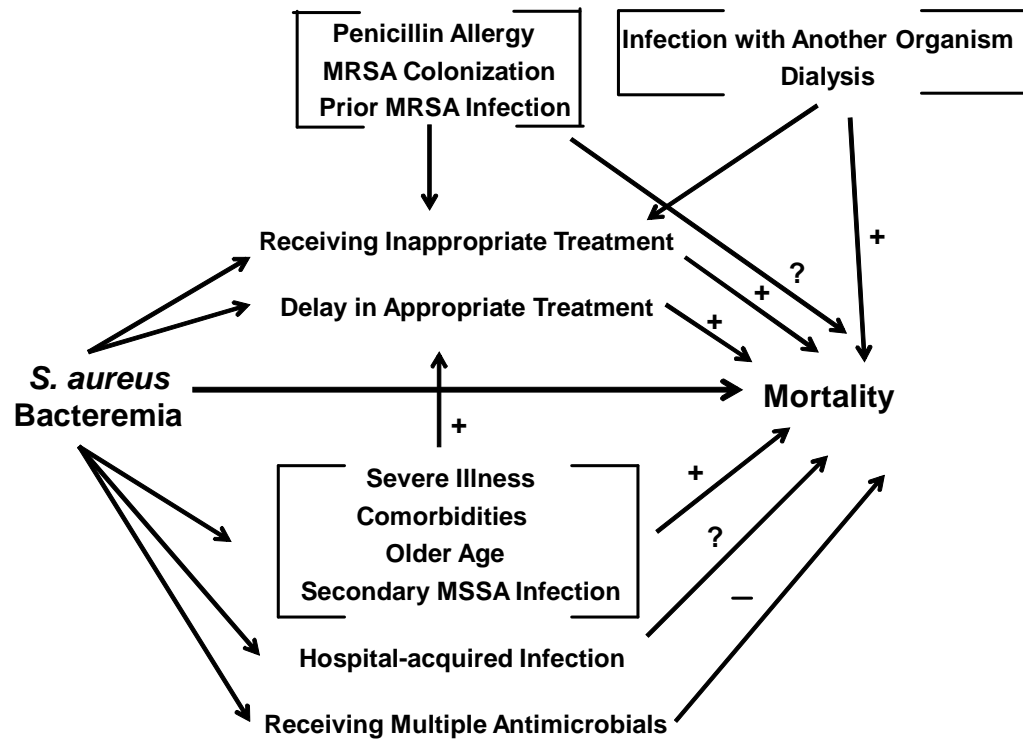 Penicillin Allergy
MRSA Colonization
Prior MRSA Infection
Infection with Another Organism
Dialysis
Receiving Inappropriate Treatment
+
?
+
Delay in Appropriate Treatment
+
S. aureus
Bacteremia
Mortality
+
Severe Illness
Comorbidities
Older Age
Secondary MSSA Infection
+
?
–
Hospital-acquired Infection
Receiving Multiple Antimicrobials